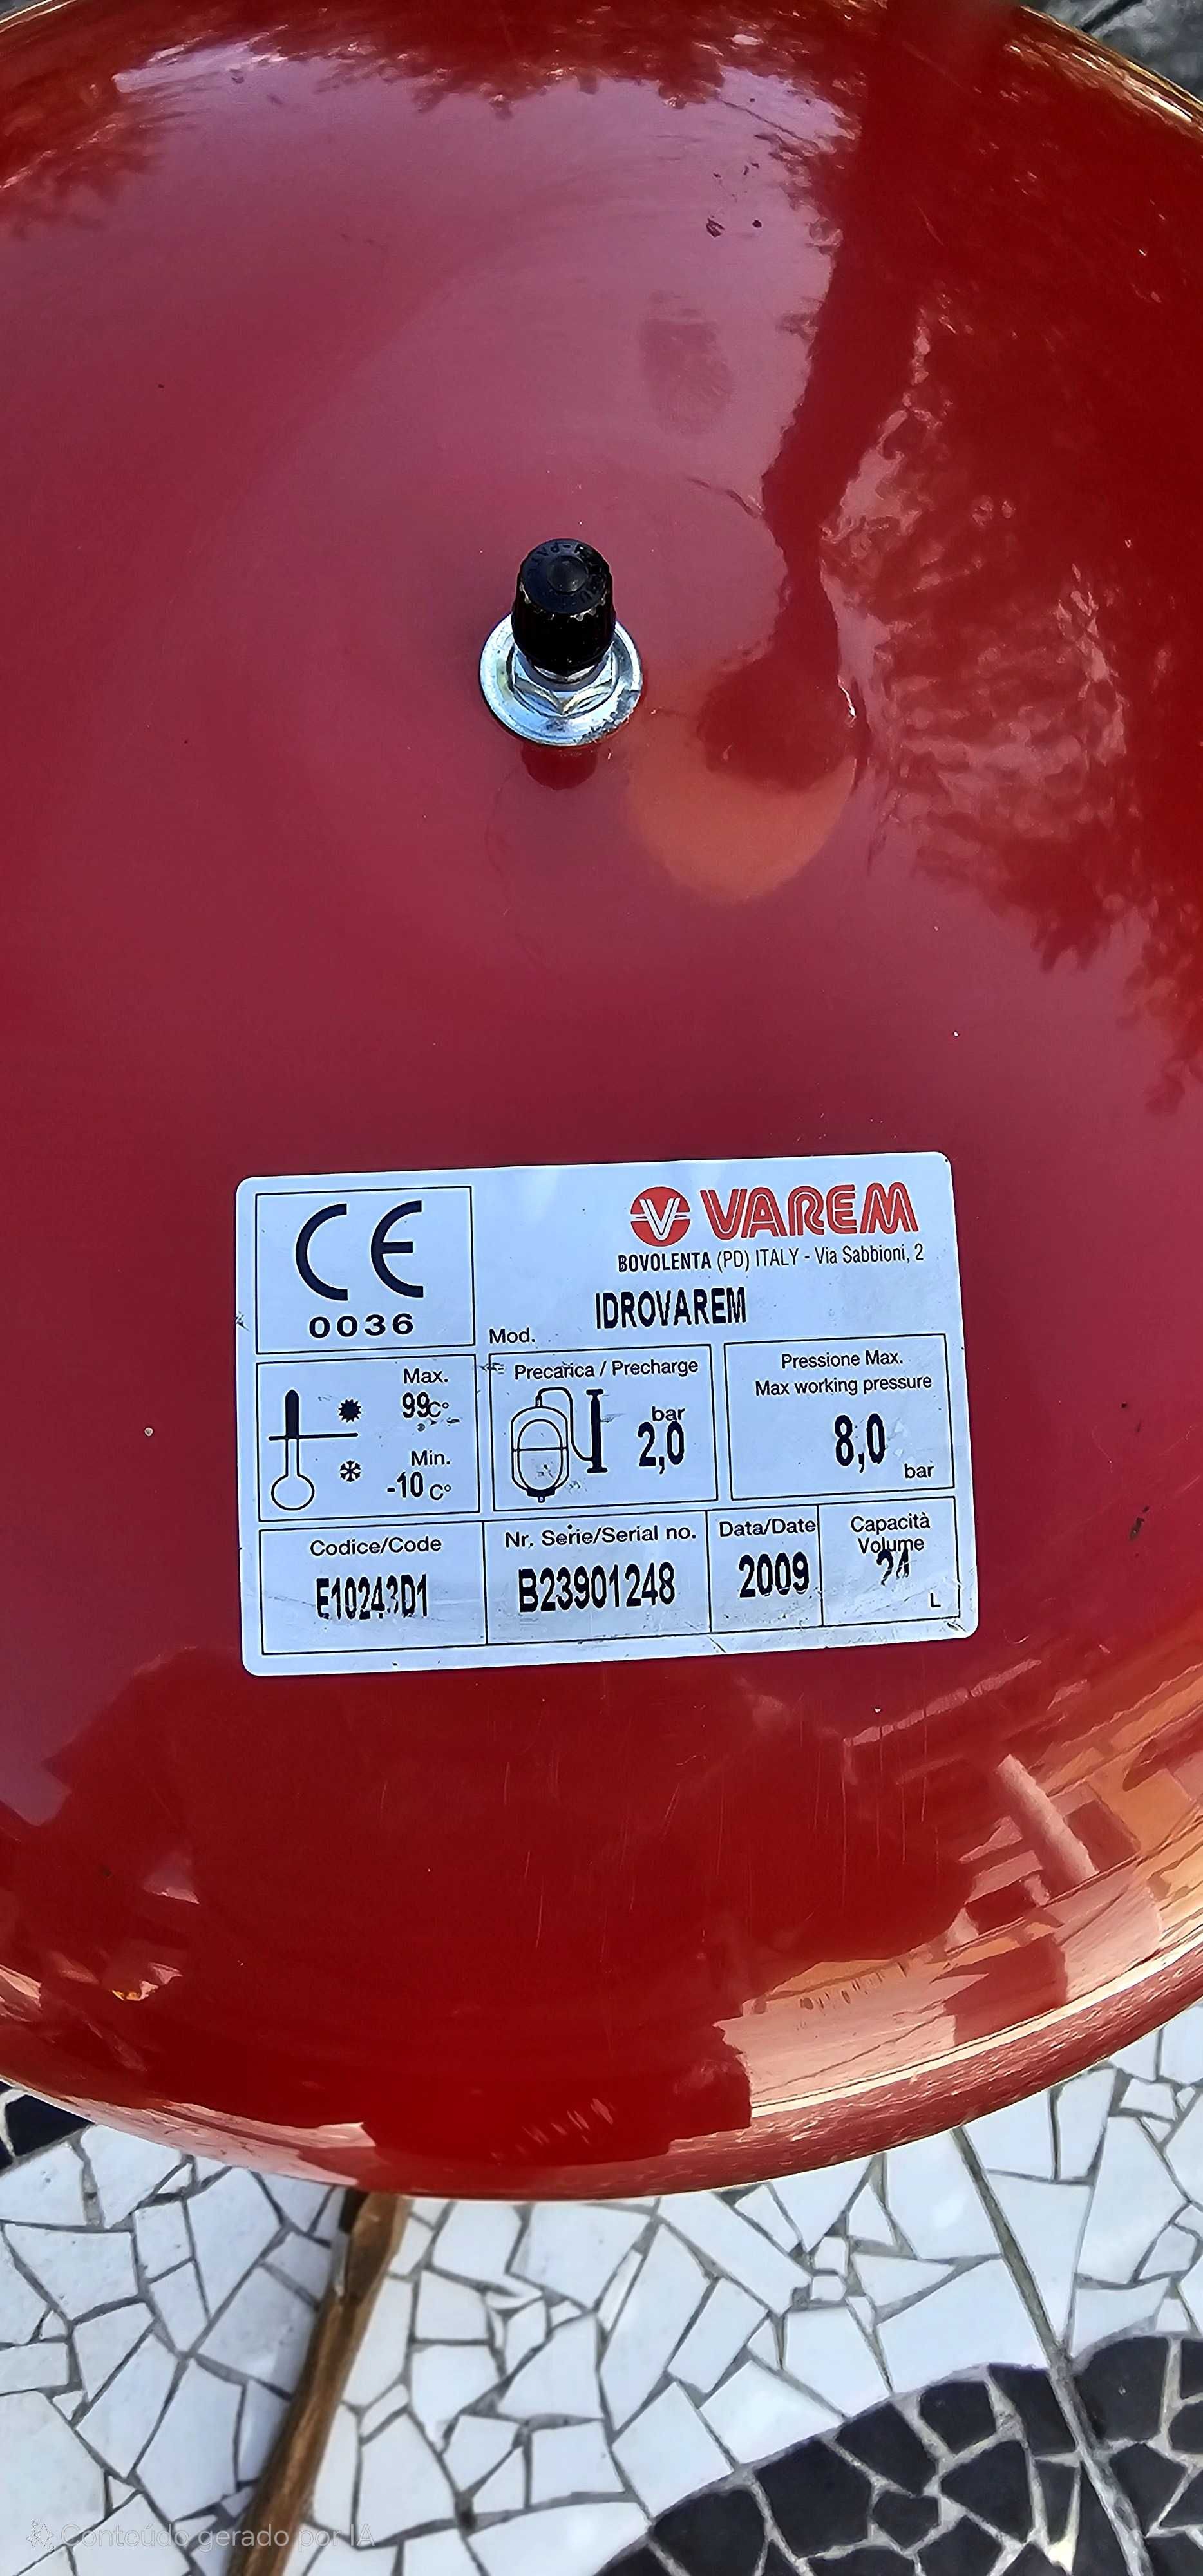 CE
0036
VAREM
BOVOLENTA (PD) ITALY - Via Sabbioni, 2
Mod. IDROVAREM
Max.
99C°
Min.
-10 C°
Precarica / Precharge
bar
2,0
Pressione Max.
Max working pressure
8,0
bar
Codice/Code
E10243D1
Nr. Serie/Serial no.
B23901248
Data/Date
2009
Capacità
Volume
24
L
Conteúdo gerado por IA